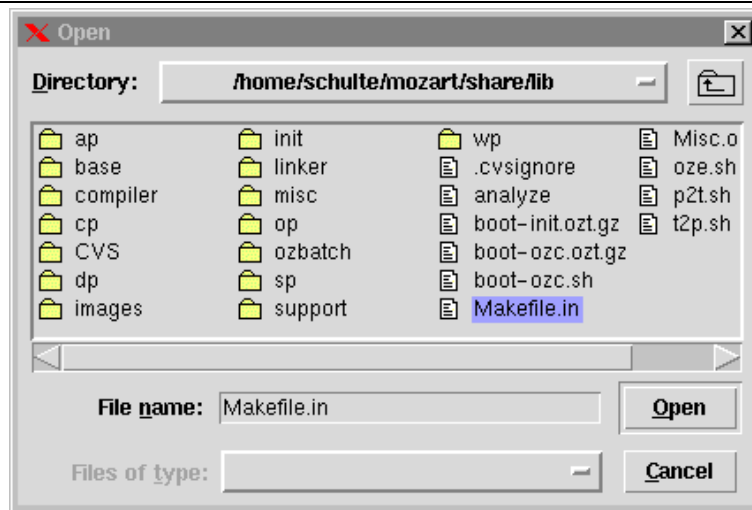 Open
Directory: /home/schulte/mozart/share/lib
ap init wp Misc.o
base linker .cvsignore oze.sh
compiler misc analyze p2t.sh
cp op boot-init.ozt.gz t2p.sh
CVS ozbatch boot-ozc.ozt.gz
dp sp boot-ozc.sh
images support Makefile.in
File name: Makefile.in Open
Files of type: Cancel